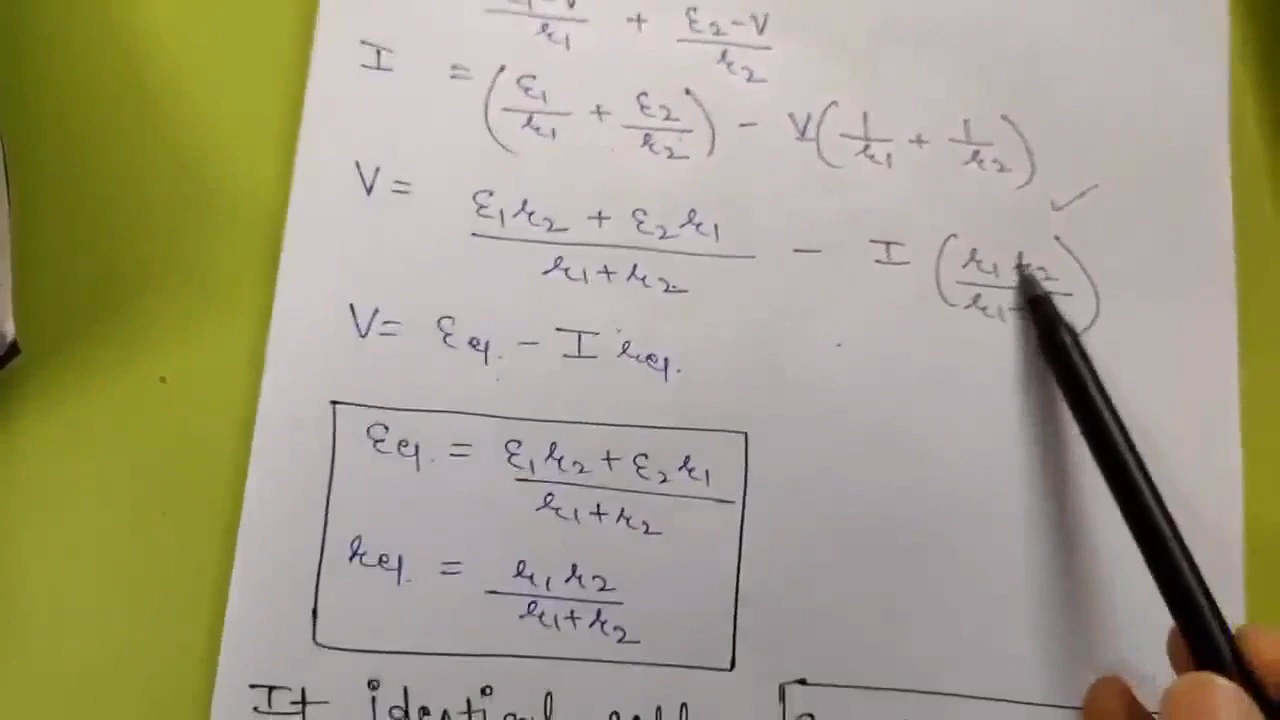 /r₁ + (ε₂-V)/r₂
I = (ε₁/r₁ + ε₂/r₂) - V(1/r₁ + 1/r₂)
V = (ε₁r₂ + ε₂r₁)/(r₁+r₂) - I
V = εeq. - I req.
εeq. = (ε₁r₂ + ε₂r₁)/(r₁+r₂)
req. = r₁r₂/(r₁+r₂)
If identical